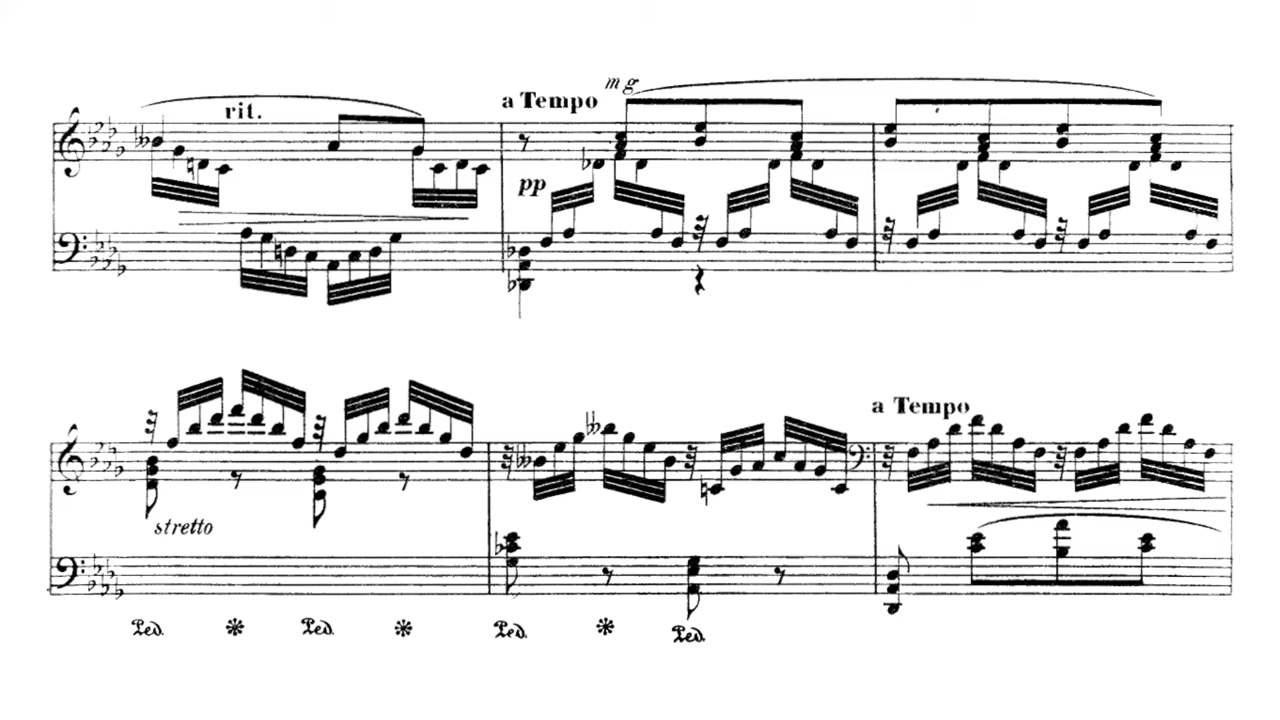 m g
rit.
a Tempo
pp
a Tempo
stretto
Ped. Ped. Ped. Ped.